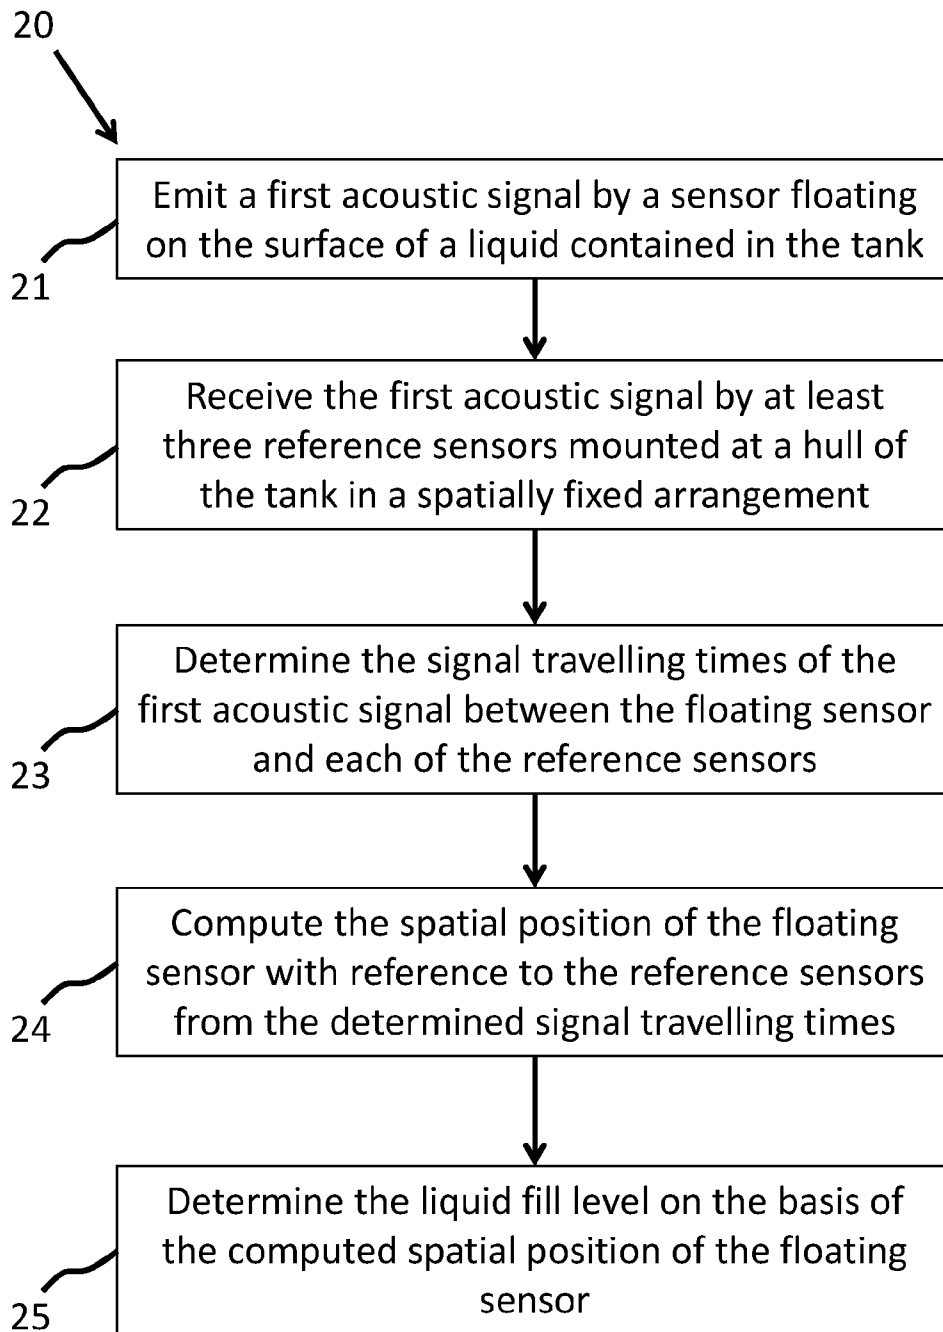 20
Emit a first acoustic signal by a sensor floating
on the surface of a liquid contained in the tank
21
Receive the first acoustic signal by at least
three reference sensors mounted at a hull of
the tank in a spatially fixed arrangement
22
Determine the signal travelling times of the
first acoustic signal between the floating sensor
and each of the reference sensors
23
Compute the spatial position of the floating
sensor with reference to the reference sensors
from the determined signal travelling times
24
Determine the liquid fill level on the basis of
the computed spatial position of the floating
sensor
25